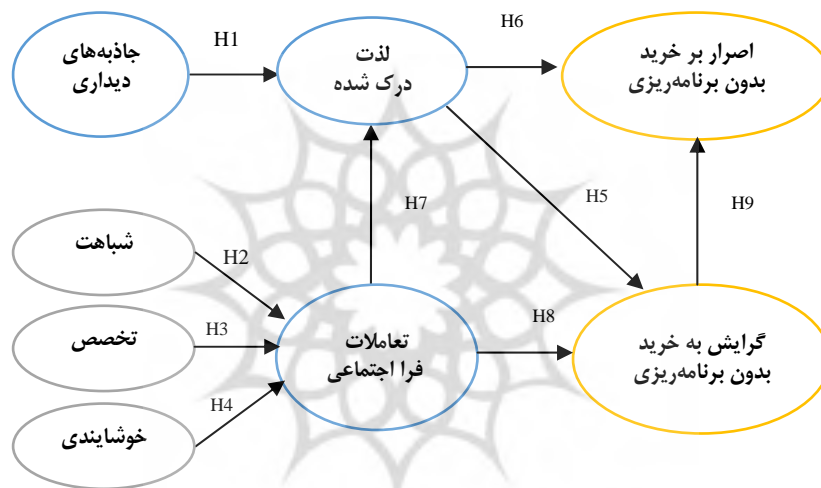 جاذبه‌های
دیداری
H1
لذت
درک شده
H6
اصرار بر خرید
بدون برنامه‌ریزی
H7
H5
H9
شباهت
H2
تخصص
H3
خوشایندی
H4
تعاملات
فرا اجتماعی
H8
گرایش به خرید
بدون برنامه‌ریزی